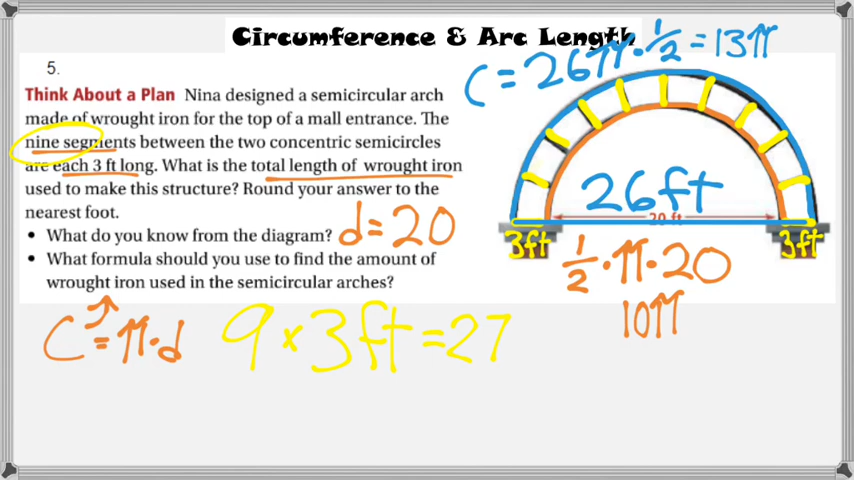 Circumference & Arc Length
C = 26π · 1/2 = 13π
5.
Think About a Plan Nina designed a semicircular arch
made of wrought iron for the top of a mall entrance. The
nine segments between the two concentric semicircles
are each 3 ft long. What is the total length of wrought iron
used to make this structure? Round your answer to the
nearest foot.
• What do you know from the diagram? d = 20
• What formula should you use to find the amount of
wrought iron used in the semicircular arches?
26 ft
20 ft
3ft
3ft
1/2 · π · 20
10π
C = π · d
9 × 3 ft = 27